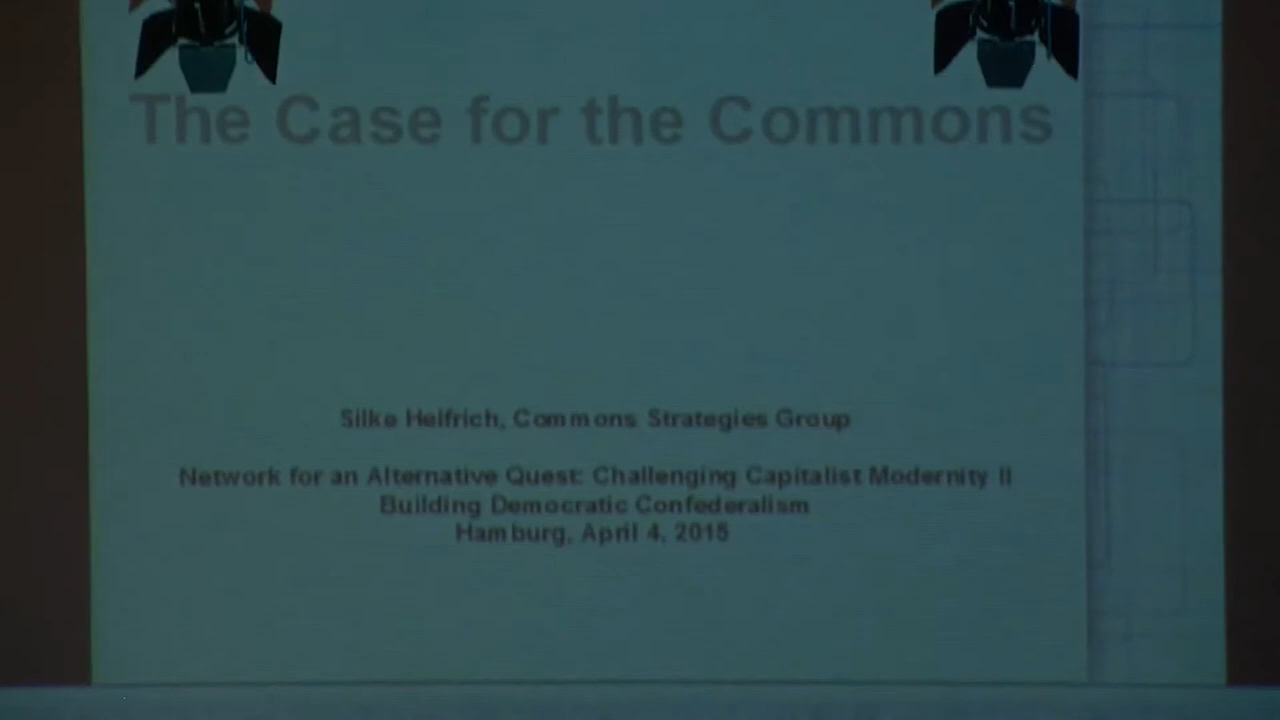 The Case for the Commons
Silke Helfrich, Commons Strategies Group
Network for an Alternative Quest: Challenging Capitalist Modernity II
Building Democratic Confederalism
Hamburg, April 4, 2015